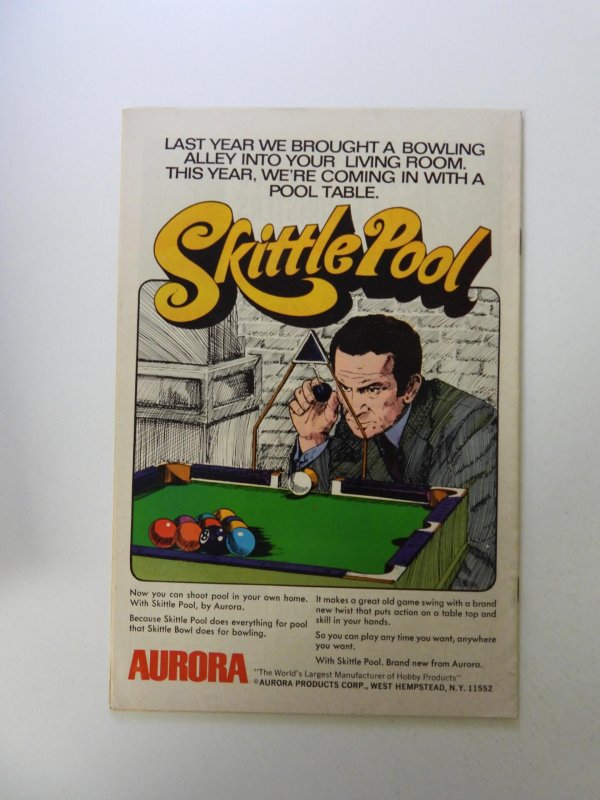 LAST YEAR WE BROUGHT A BOWLING
ALLEY INTO YOUR LIVING ROOM.
THIS YEAR, WE'RE COMING IN WITH A
POOL TABLE.
Skittle Pool
8
Now you can shoot pool in your own home.
With Skittle Pool, by Aurora.
Because Skittle Pool does everything for pool
that Skittle Bowl does for bowling.
It makes a great old game swing with a brand
new twist that puts action on a table top and
skill in your hands.
So you can play any time you want, anywhere
you want.
With Skittle Pool. Brand new from Aurora.
AURORA
"The World's Largest Manufacturer of Hobby Products"
©AURORA PRODUCTS CORP., WEST HEMPSTEAD, N.Y. 11552